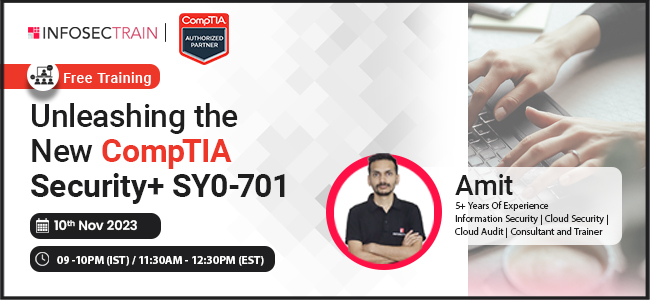 INFOSECTRAIN
CompTIA
AUTHORIZED
PARTNER
Free Training
Unleashing the
New CompTIA
Security+ SY0-701
10th Nov 2023
09 -10PM (IST) / 11:30AM - 12:30PM (EST)
Amit
5+ Years Of Experience
Information Security | Cloud Security |
Cloud Audit | Consultant and Trainer